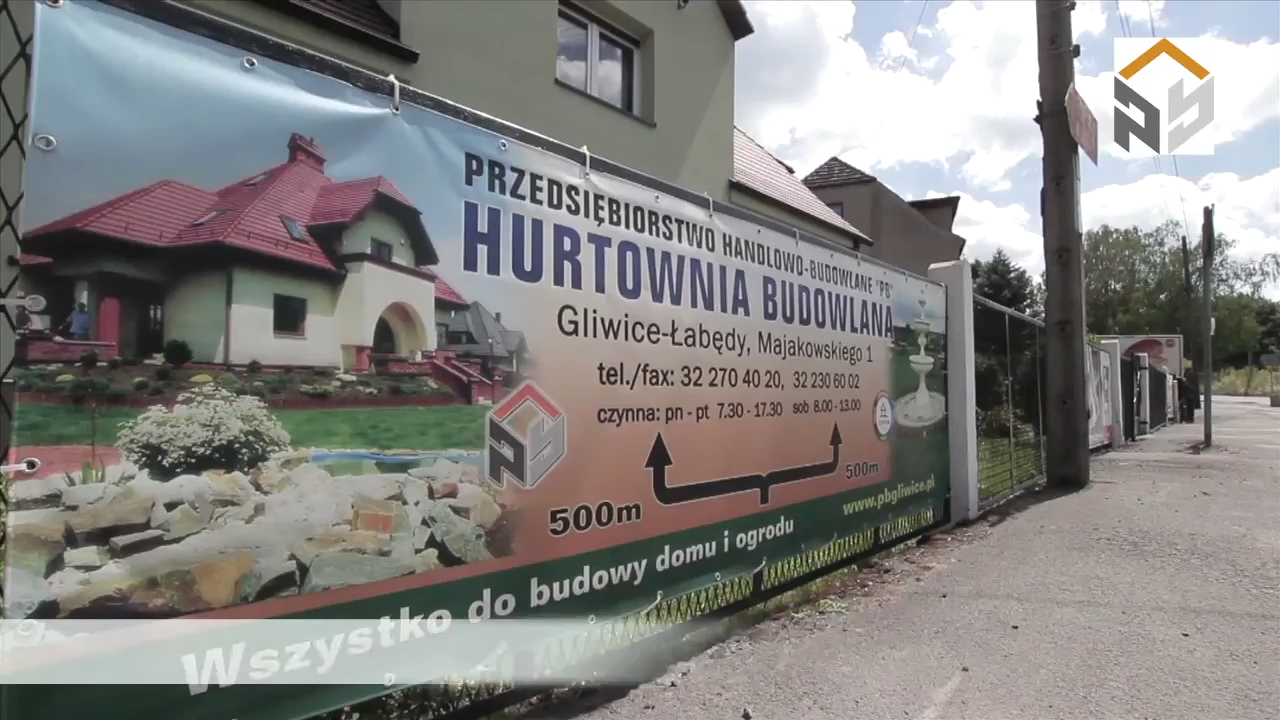 PRZEDSIĘBIORSTWO HANDLOWO-BUDOWLANE "PB"
HURTOWNIA BUDOWLANA
Gliwice-Łabędy, Majakowskiego 1
tel./fax: 32 270 40 20, 32 230 60 02
czynna: pn - pt 7.30 - 17.30 sob 8.00 - 13.00
500m
500m
www.pbgliwice.pl
Wszystko do budowy domu i ogrodu